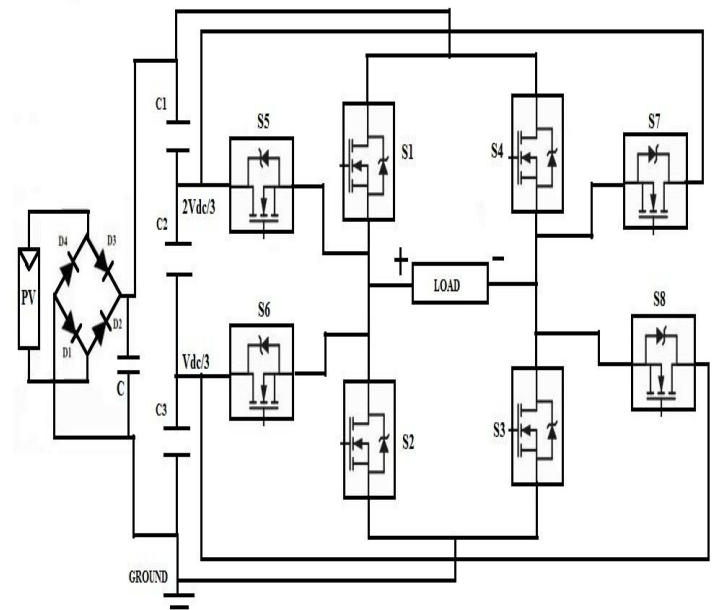 C1
S5
S1
S4
S7
2Vdc/3
C2
D4
D3
PV
D1
D2
C
+
LOAD
-
S6
S8
Vdc/3
C3
S2
S3
GROUND